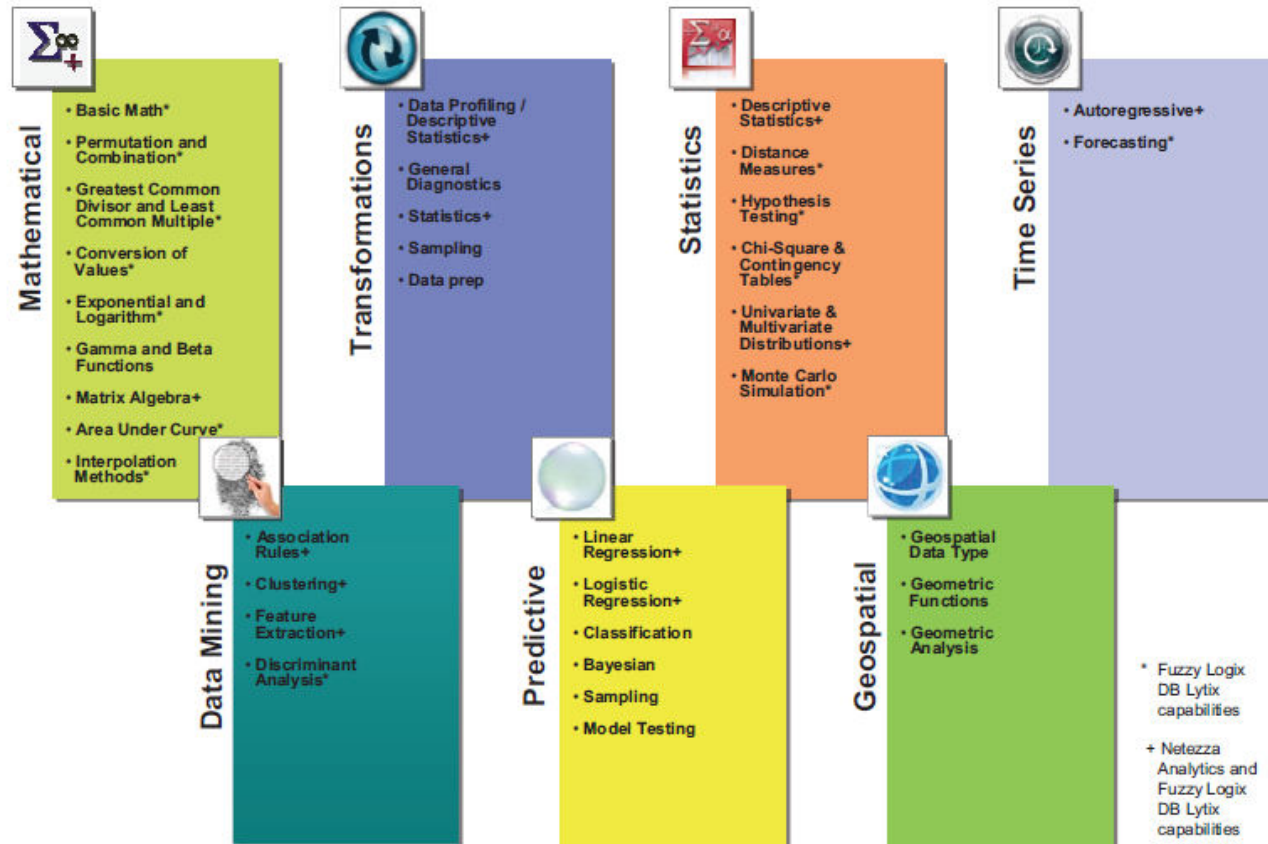 Mathematical
• Basic Math*
• Permutation and
Combination*
• Greatest Common
Divisor and Least
Common Multiple*
• Conversion of
Values*
• Exponential and
Logarithm*
• Gamma and Beta
Functions
• Matrix Algebra+
• Area Under Curve*
• Interpolation
Methods*
Transformations
• Data Profiling /
Descriptive
Statistics+
• General
Diagnostics
• Statistics+
• Sampling
• Data prep
Statistics
• Descriptive
Statistics+
• Distance
Measures*
• Hypothesis
Testing*
• Chi-Square &
Contingency
Tables*
• Univariate &
Multivariate
Distributions+
• Monte Carlo
Simulation*
Time Series
• Autoregressive+
• Forecasting*
Data Mining
• Association
Rules+
• Clustering+
• Feature
Extraction+
• Discriminant
Analysis*
Predictive
• Linear
Regression+
• Logistic
Regression+
• Classification
• Bayesian
• Sampling
• Model Testing
Geospatial
• Geospatial
Data Type
• Geometric
Functions
• Geometric
Analysis
* Fuzzy Logix
DB Lytix
capabilities
+ Netezza
Analytics and
Fuzzy Logix
DB Lytix
capabilities